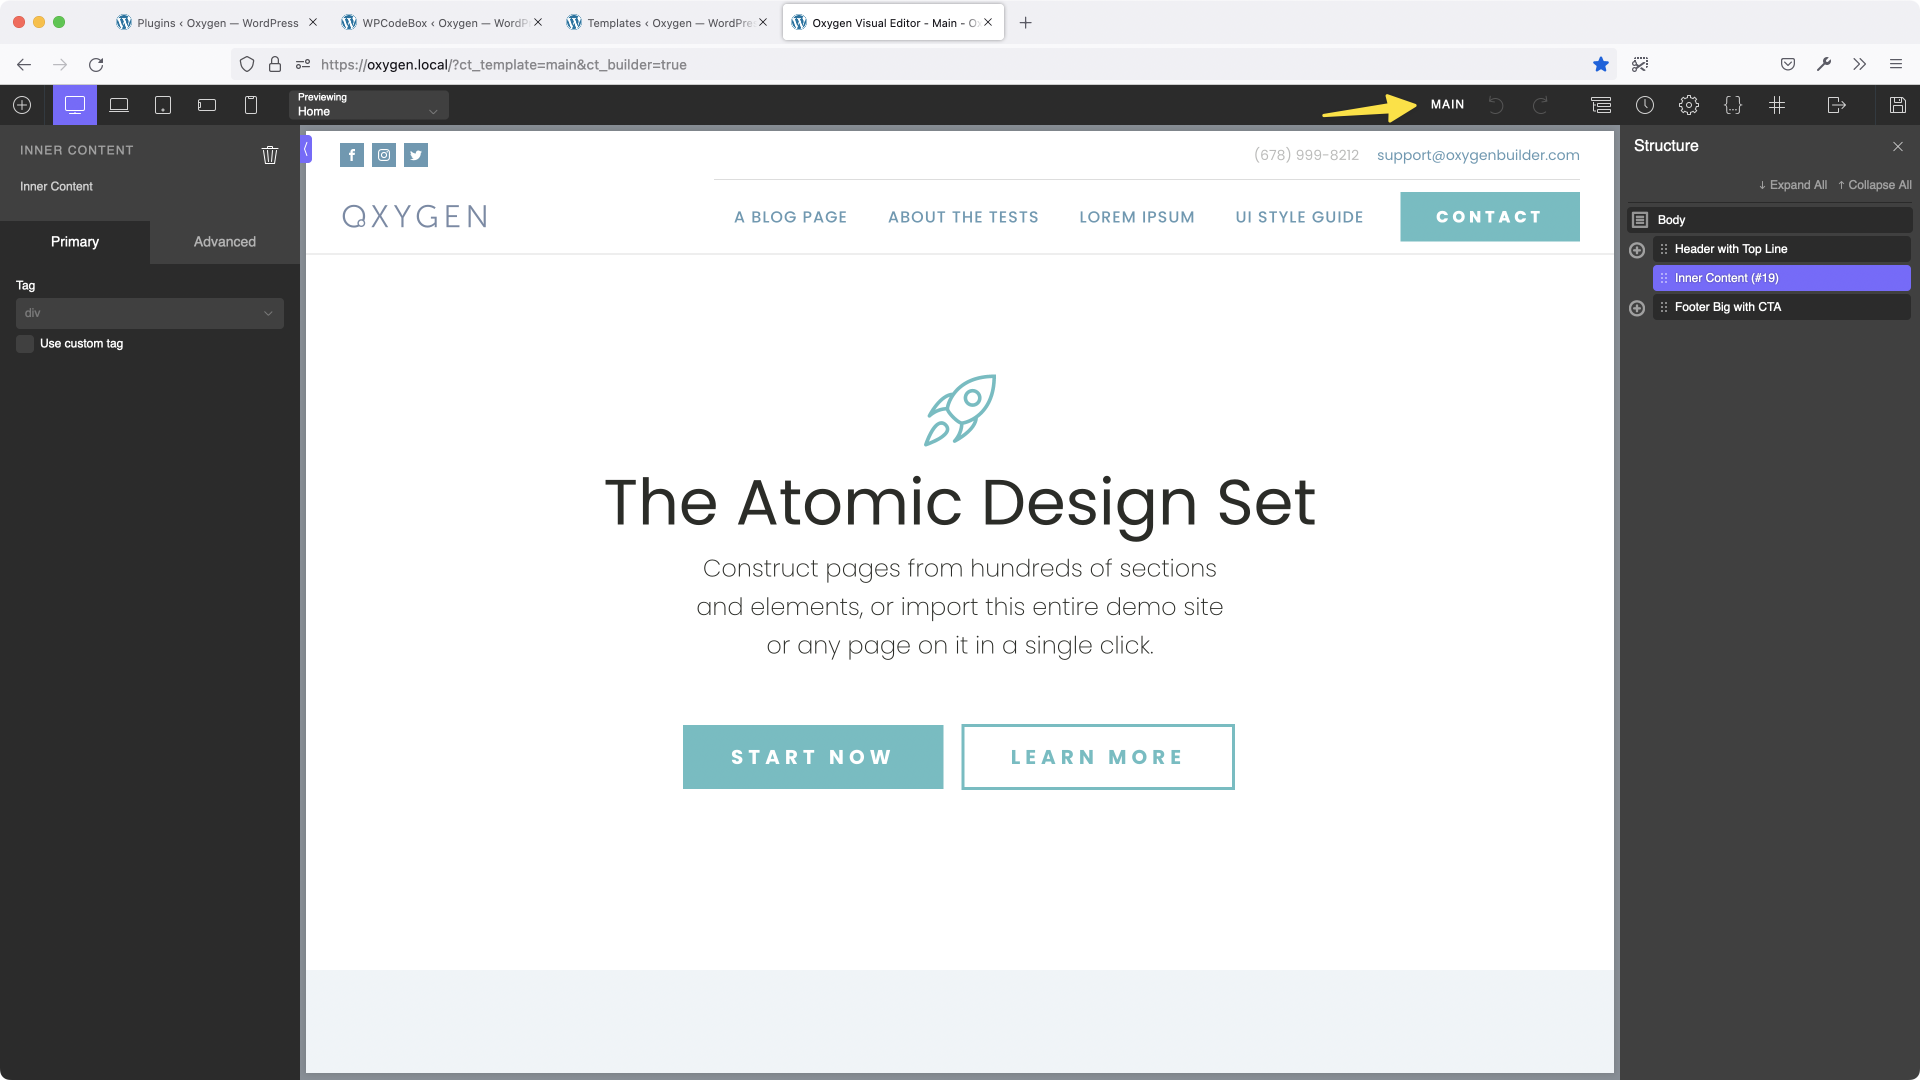 Plugins ‹ Oxygen — WordPress
WPCodeBox ‹ Oxygen — WordP
Templates ‹ Oxygen — WordPre
Oxygen Visual Editor - Main - O
https://oxygen.local/?ct_template=main&ct_builder=true
Previewing
Home
MAIN
INNER CONTENT
Inner Content
Primary
Advanced
Tag
div
Use custom tag
(678) 999-8212
support@oxygenbuilder.com
OXYGEN
A BLOG PAGE
ABOUT THE TESTS
LOREM IPSUM
UI STYLE GUIDE
CONTACT
The Atomic Design Set
Construct pages from hundreds of sections
and elements, or import this entire demo site
or any page on it in a single click.
START NOW
LEARN MORE
Structure
↓ Expand All
↑ Collapse All
Body
Header with Top Line
Inner Content (#19)
Footer Big with CTA